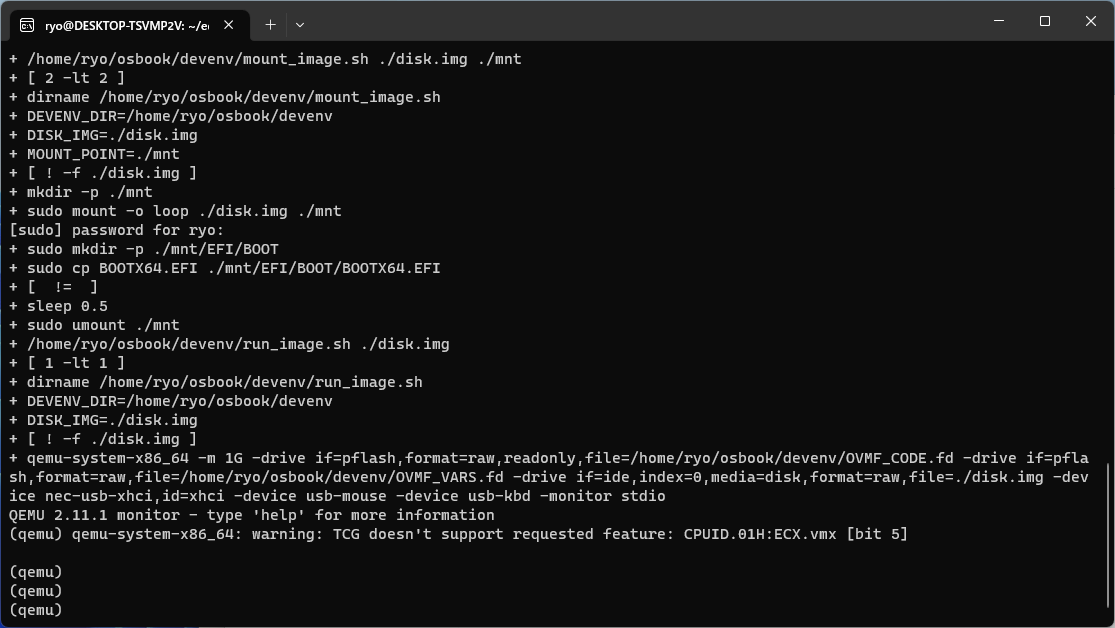 ryo@DESKTOP-TSVMP2V: ~/e
+ /home/ryo/osbook/devenv/mount_image.sh ./disk.img ./mnt
+ [ 2 -lt 2 ]
+ dirname /home/ryo/osbook/devenv/mount_image.sh
+ DEVENV_DIR=/home/ryo/osbook/devenv
+ DISK_IMG=./disk.img
+ MOUNT_POINT=./mnt
+ [ ! -f ./disk.img ]
+ mkdir -p ./mnt
+ sudo mount -o loop ./disk.img ./mnt
[sudo] password for ryo:
+ sudo mkdir -p ./mnt/EFI/BOOT
+ sudo cp BOOTX64.EFI ./mnt/EFI/BOOT/BOOTX64.EFI
+ [  !=  ]
+ sleep 0.5
+ sudo umount ./mnt
+ /home/ryo/osbook/devenv/run_image.sh ./disk.img
+ [ 1 -lt 1 ]
+ dirname /home/ryo/osbook/devenv/run_image.sh
+ DEVENV_DIR=/home/ryo/osbook/devenv
+ DISK_IMG=./disk.img
+ [ ! -f ./disk.img ]
+ qemu-system-x86_64 -m 1G -drive if=pflash,format=raw,readonly,file=/home/ryo/osbook/devenv/OVMF_CODE.fd -drive if=pfla
sh,format=raw,file=/home/ryo/osbook/devenv/OVMF_VARS.fd -drive if=ide,index=0,media=disk,format=raw,file=./disk.img -dev
ice nec-usb-xhci,id=xhci -device usb-mouse -device usb-kbd -monitor stdio
QEMU 2.11.1 monitor - type 'help' for more information
(qemu) qemu-system-x86_64: warning: TCG doesn't support requested feature: CPUID.01H:ECX.vmx [bit 5]
(qemu)
(qemu)
(qemu)